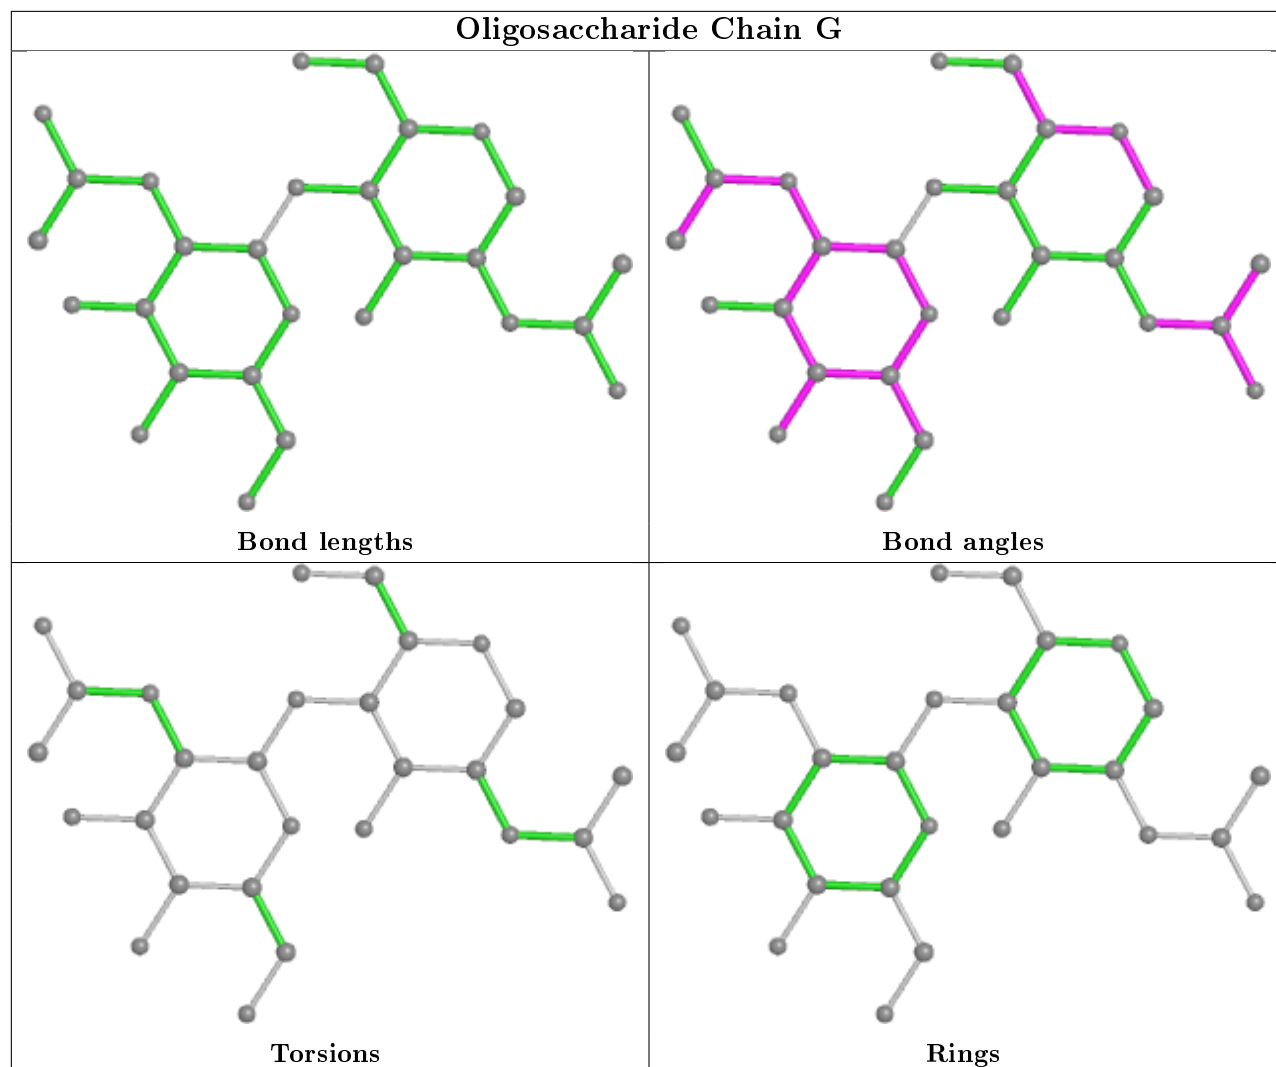 Oligosaccharide Chain G
Bond lengths
Bond angles
Torsions
Rings